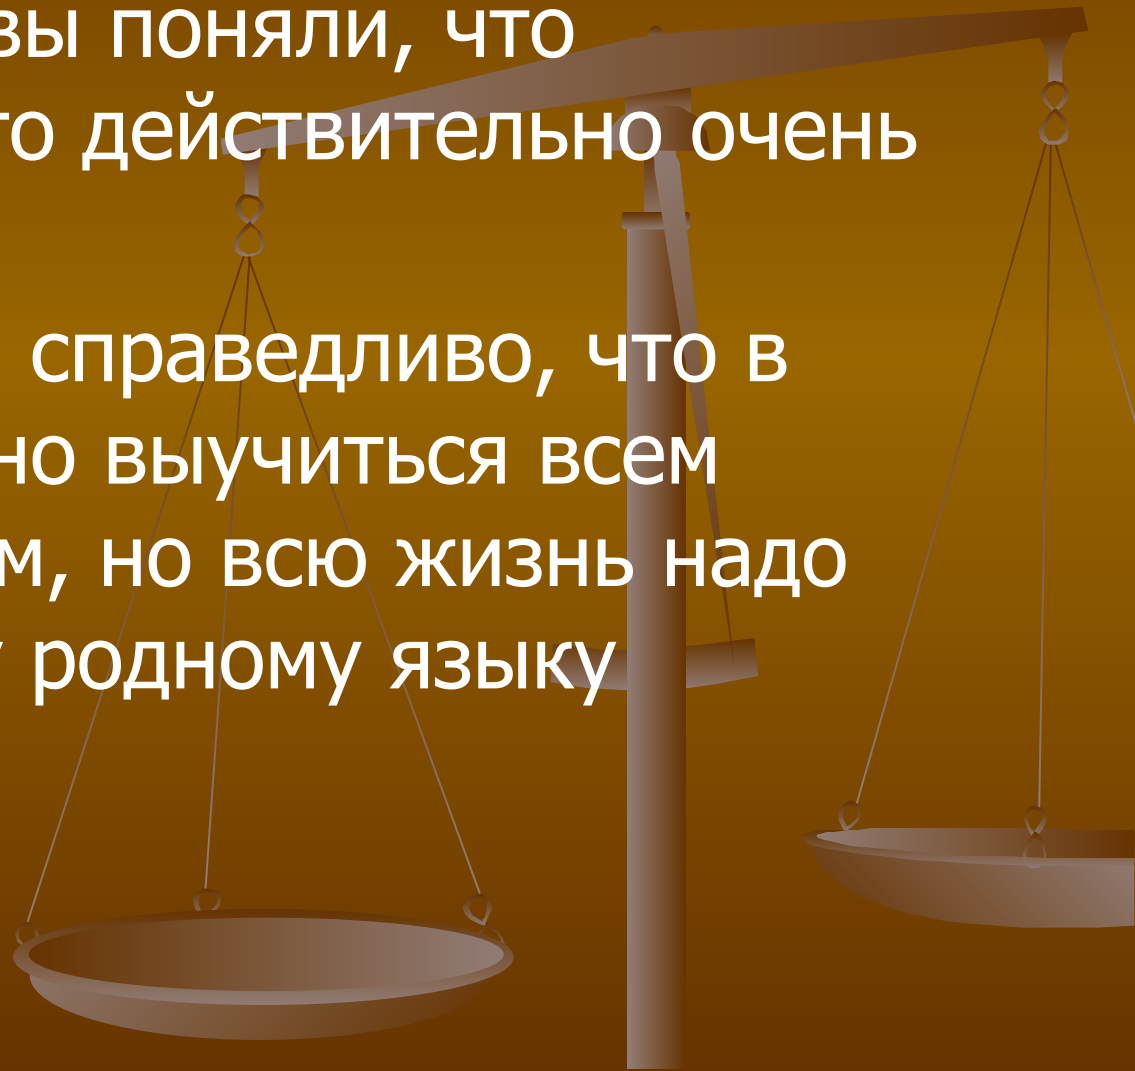 вы поняли, что
то действительно очень
справедливо, что в
но выучиться всем
м, но всю жизнь надо
родному языку